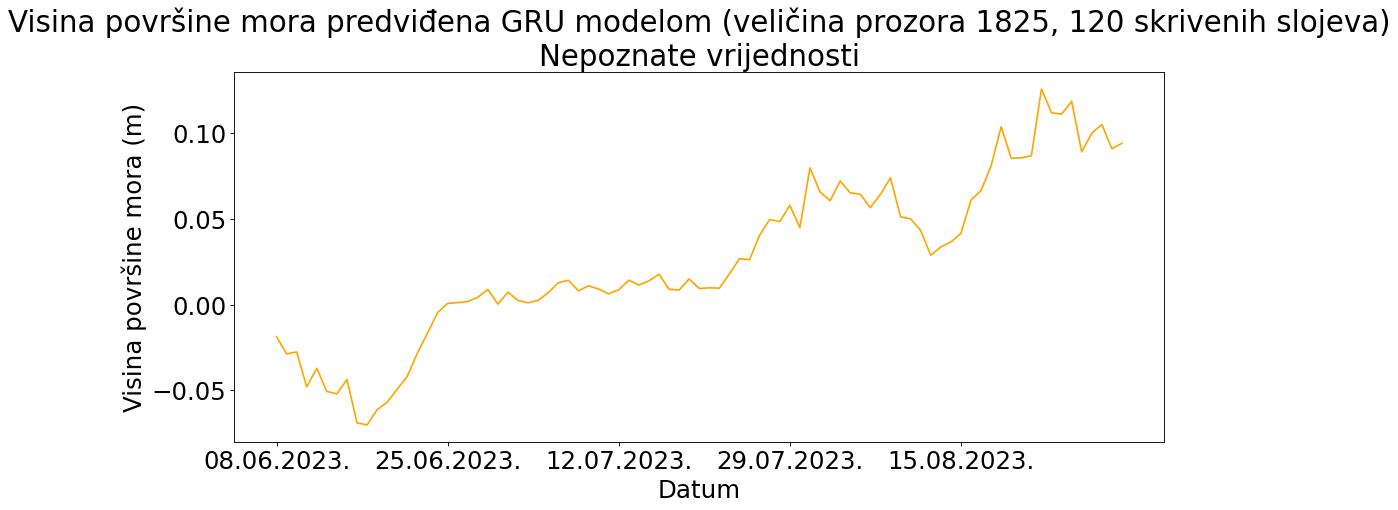 Visina površine mora predviđena GRU modelom (veličina prozora 1825, 120 skrivenih slojeva)
Nepoznate vrijednosti
Visina površine mora (m)
0.10
0.05
0.00
−0.05
08.06.2023. 25.06.2023. 12.07.2023. 29.07.2023. 15.08.2023.
Datum